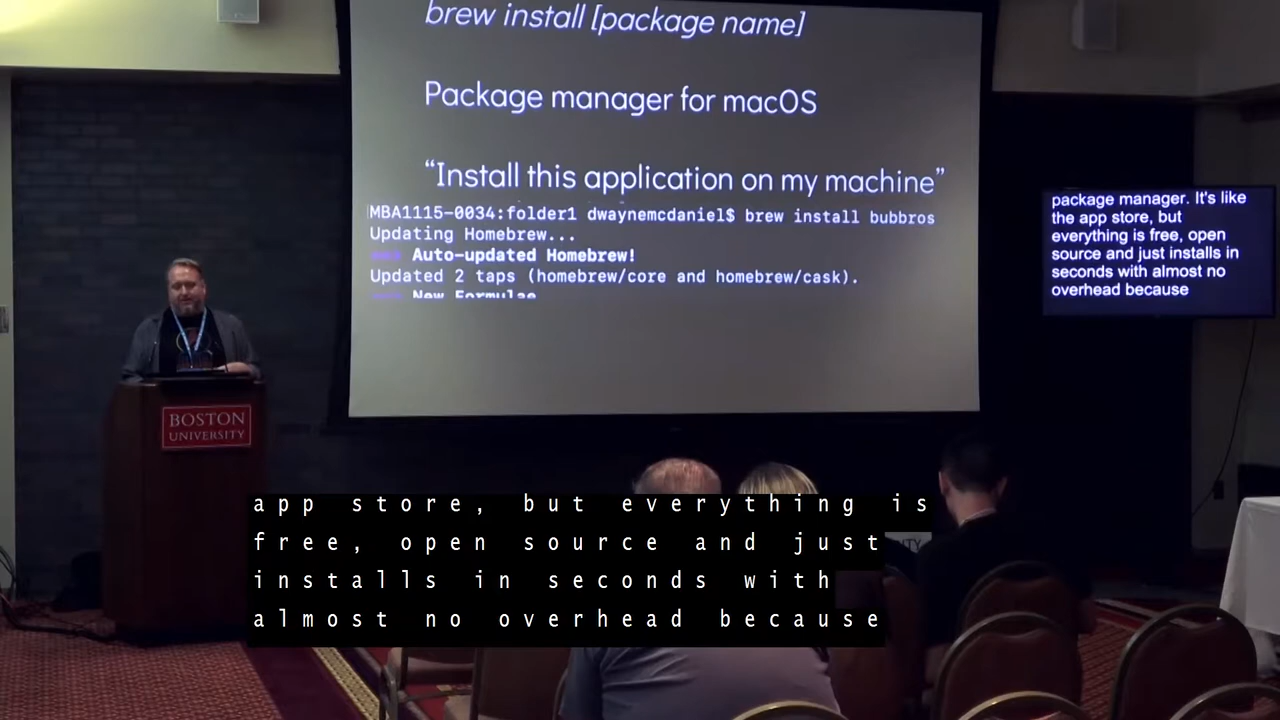 brew install [package name]
Package manager for macOS
“Install this application on my machine”
MBA1115-0034:folder1 dwaynemcdaniel$ brew install bubbros
Updating Homebrew...
==> Auto-updated Homebrew!
Updated 2 taps (homebrew/core and homebrew/cask).
==> New Formulae
package manager. It's like
the app store, but
everything is free, open
source and just installs in
seconds with almost no
overhead because
BOSTON
UNIVERSITY
app store, but everything is
free, open source and just
installs in seconds with
almost no overhead because